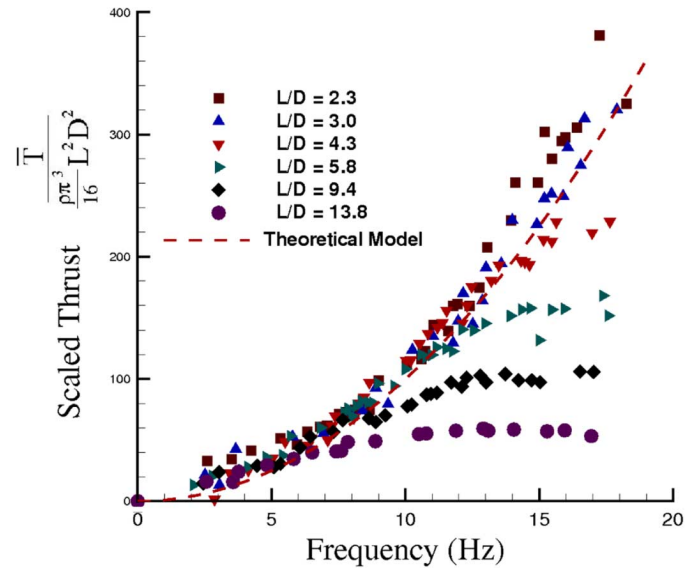 400
300
200
100
0
0
5
10
15
20
L/D = 2.3
L/D = 3.0
L/D = 4.3
L/D = 5.8
L/D = 9.4
L/D = 13.8
Theoretical Model
Scaled Thrust T̅ / (ρπ³/16 L²D²)
Frequency (Hz)